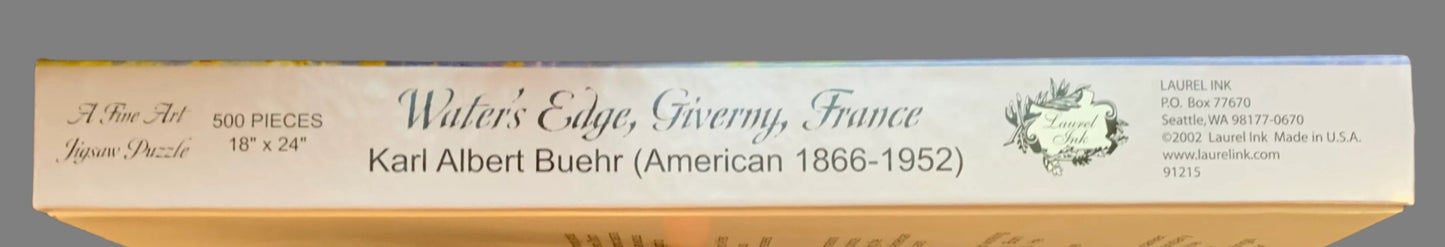 A Fine Art
Jigsaw Puzzle
500 PIECES
18" x 24"
Water's Edge, Giverny, France
Karl Albert Buehr (American 1866-1952)
Laurel
Ink
LAUREL INK
P.O. Box 77670
Seattle, WA 98177-0670
©2002 Laurel Ink Made in U.S.A.
www.laurelink.com
91215